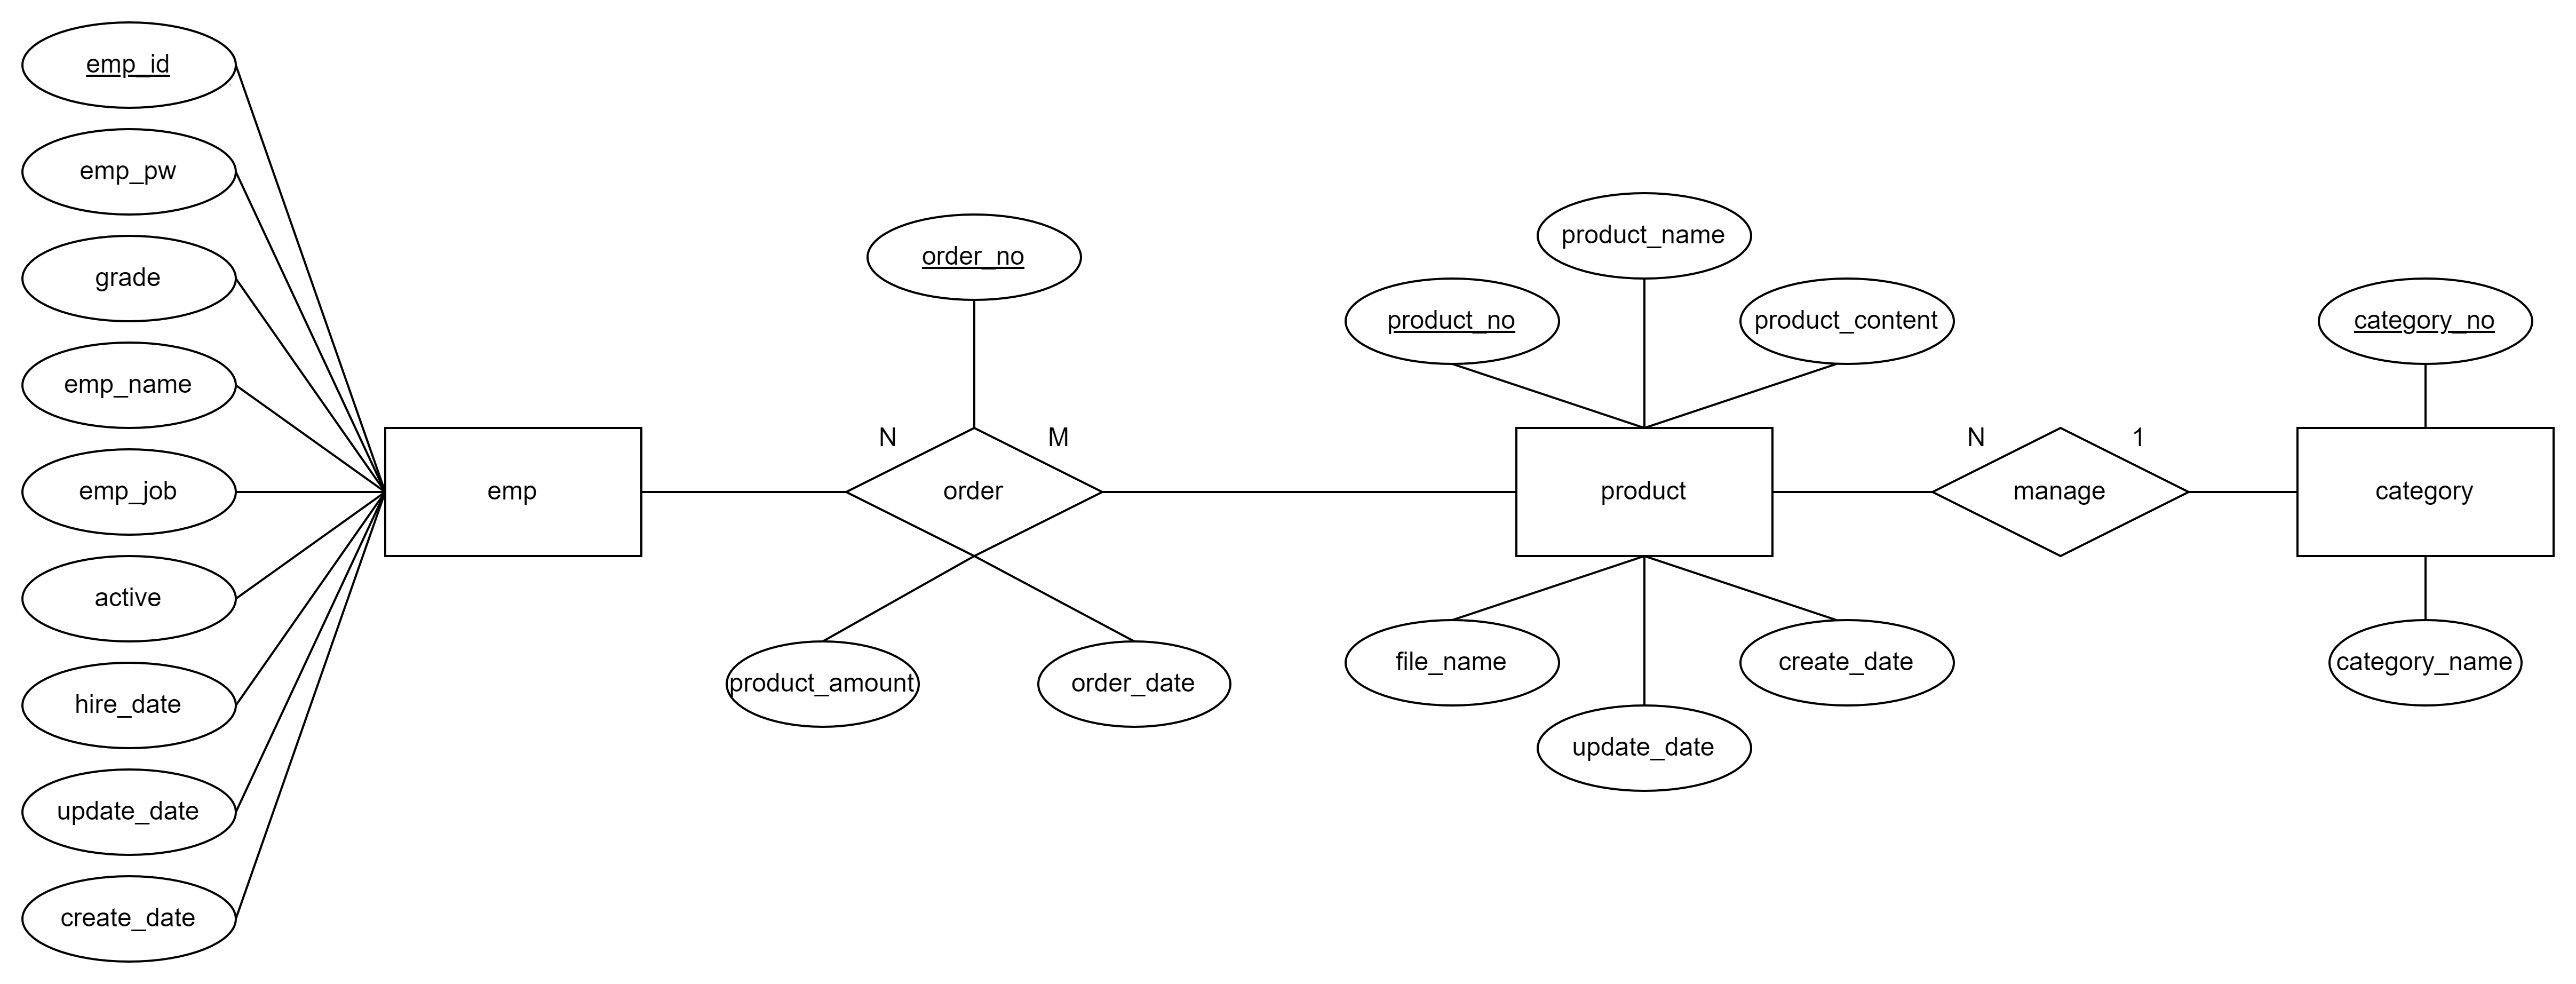 emp_id
emp_pw
grade
emp_name
emp_job
active
hire_date
update_date
create_date
emp
order_no
N
M
order
product_amount
order_date
product_name
product_no
product_content
product
file_name
create_date
update_date
N
1
manage
category_no
category
category_name